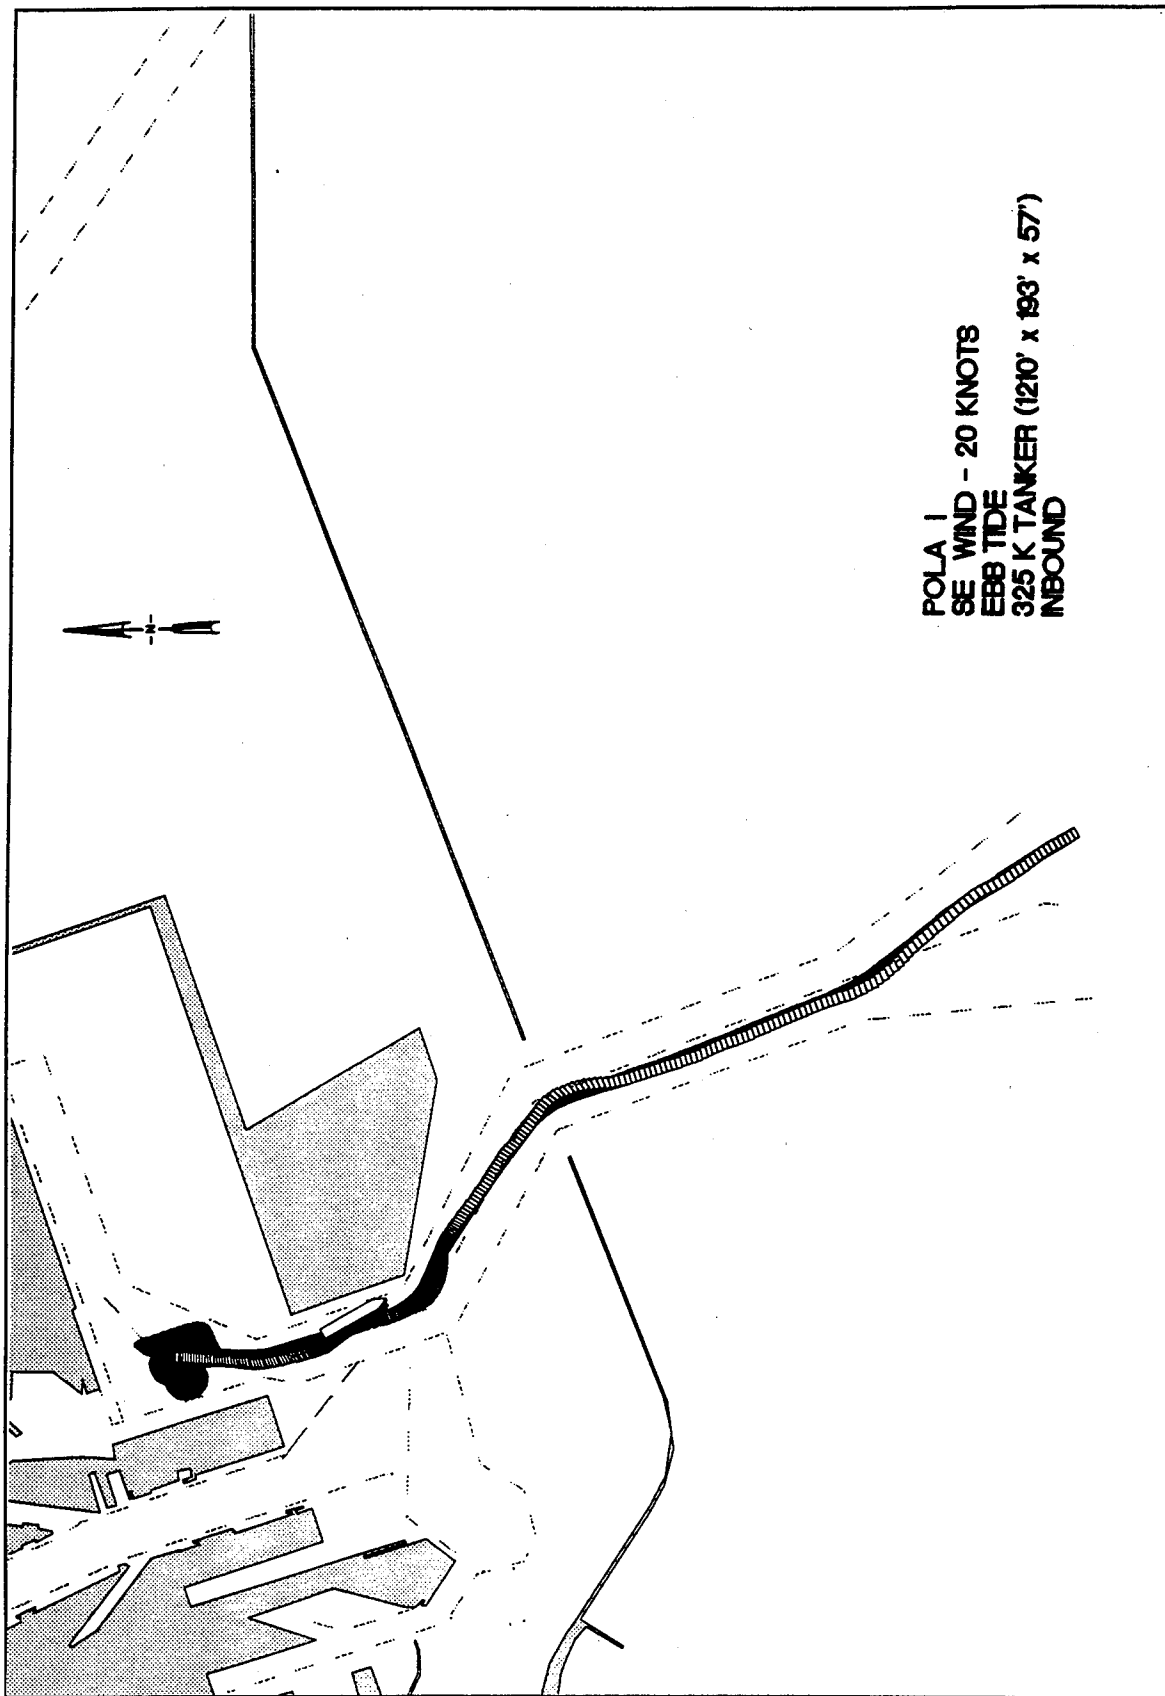 N
POLA I
SE WIND - 20 KNOTS
EBB TIDE
325 K TANKER (1210' x 193' x 57')
INBOUND